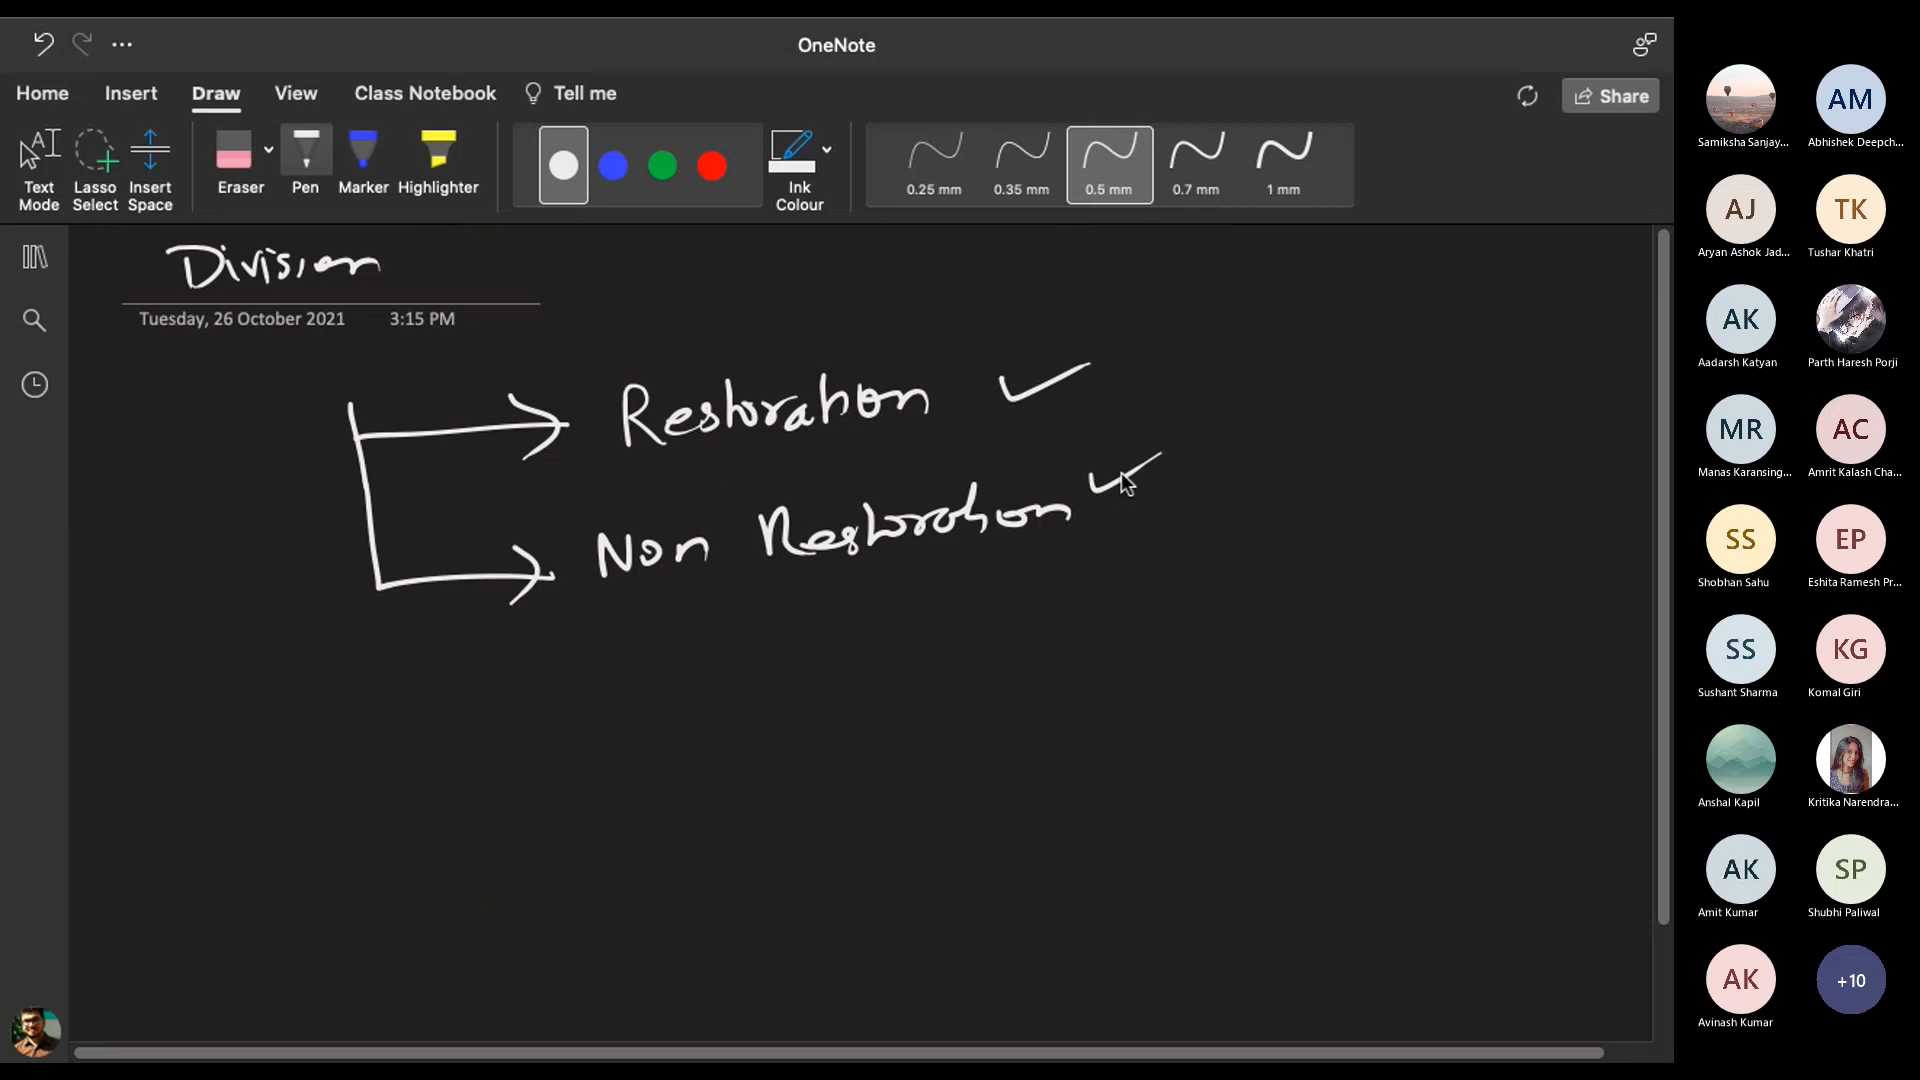 OneNote
Home Insert Draw View Class Notebook Tell me
Share
Text Mode
Lasso Select
Insert Space
Eraser
Pen
Marker
Highlighter
Ink Colour
0.25 mm
0.35 mm
0.5 mm
0.7 mm
1 mm
Division
Tuesday, 26 October 2021 3:15 PM
Restoration
Non Restoration
AM
Samiksha Sanjay... Abhishek Deepch...
AJ TK
Aryan Ashok Jad... Tushar Khatri
AK
Aadarsh Katyan Parth Haresh Porji
MR AC
Manas Karansing... Amrit Kalash Cha...
SS EP
Shobhan Sahu Eshita Ramesh Pr...
SS KG
Sushant Sharma Komal Giri
Anshal Kapil Kritika Narendra...
AK SP
Amit Kumar Shubhi Paliwal
AK +10
Avinash Kumar